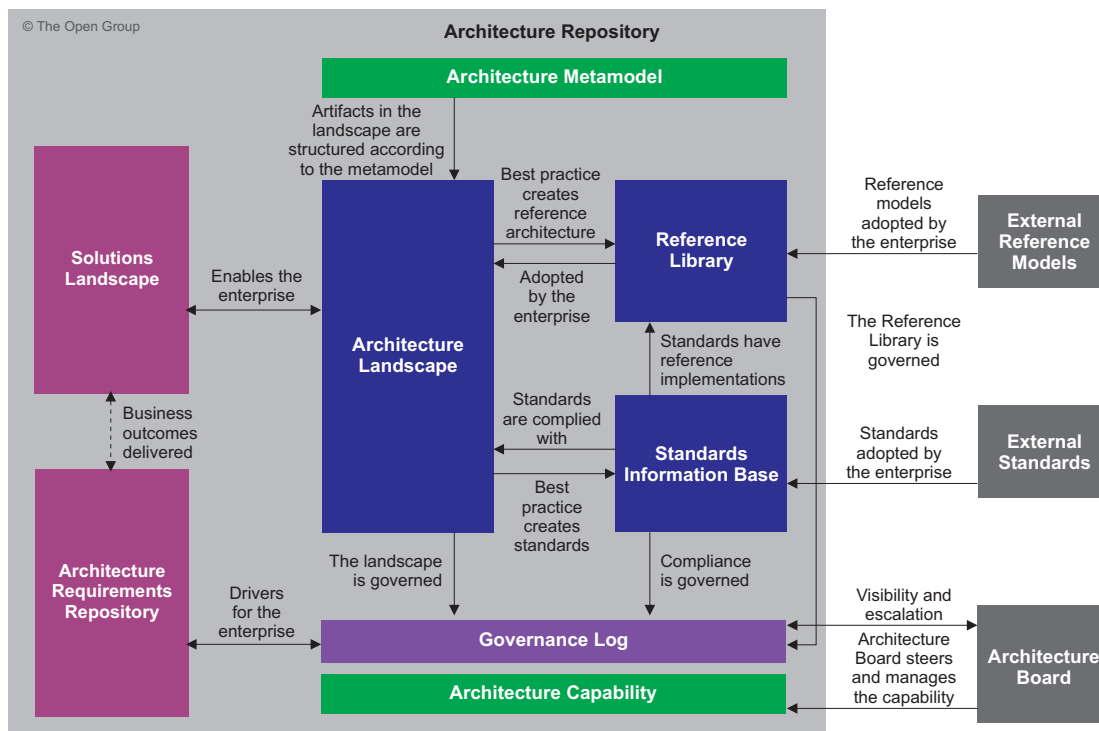 © The Open Group
Architecture Repository
Architecture Metamodel
Artifacts in the
landscape are
structured according
to the metamodel
Solutions
Landscape
Enables the
enterprise
Architecture
Landscape
Best practice
creates
reference
architecture
Adopted
by the
enterprise
Reference
Library
Reference
models
adopted by
the enterprise
External
Reference
Models
The Reference
Library is
governed
Standards have
reference
implementations
Business
outcomes
delivered
Standards
are complied
with
Standards
Information Base
Standards
adopted by
the enterprise
External
Standards
Best
practice
creates
standards
Architecture
Requirements
Repository
The landscape
is governed
Compliance
is governed
Drivers
for the
enterprise
Governance Log
Visibility and
escalation
Architecture
Board steers
and manages
the capability
Architecture
Board
Architecture Capability